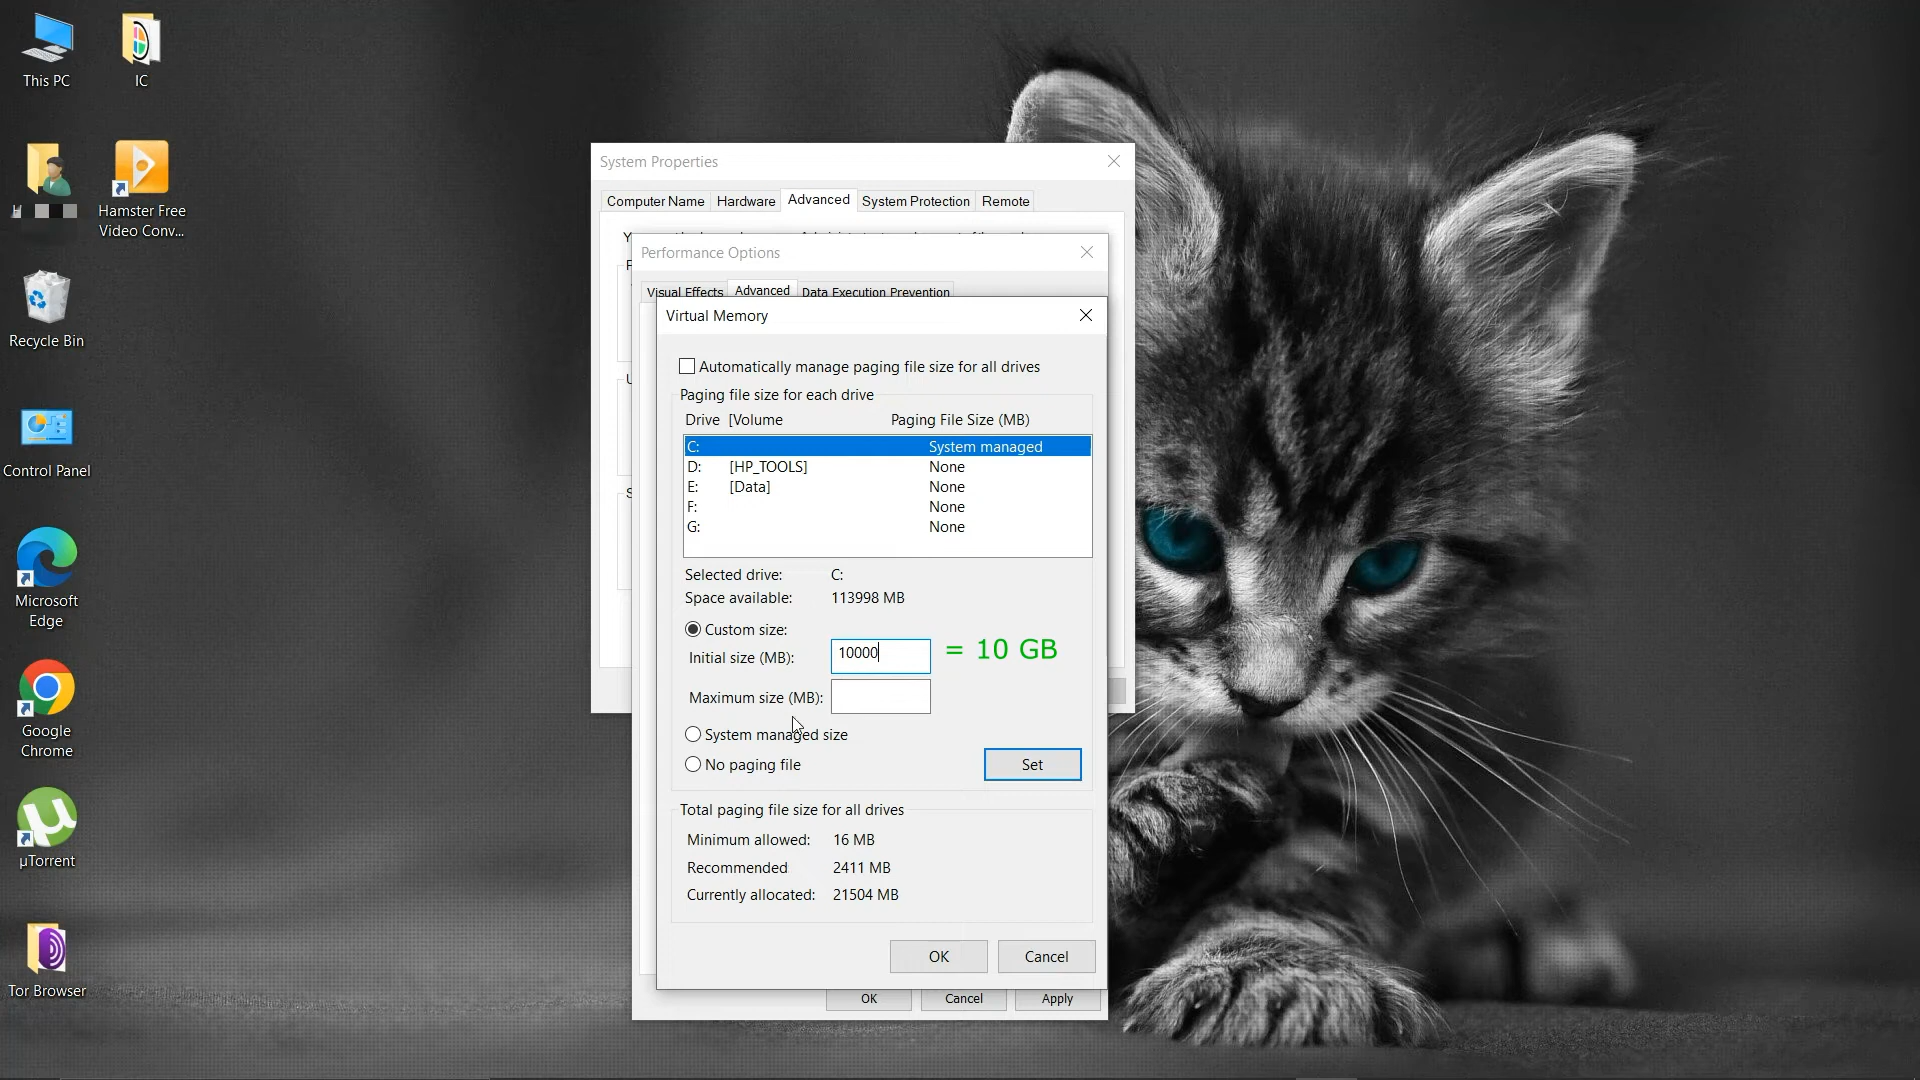 This PC
IC
H
Hamster Free
Video Conv...
Recycle Bin
Control Panel
Microsoft
Edge
Google
Chrome
µTorrent
Tor Browser
System Properties
Computer Name
Hardware
Advanced
System Protection
Remote
Performance Options
Visual Effects
Advanced
Data Execution Prevention
Virtual Memory
Automatically manage paging file size for all drives
Paging file size for each drive
Drive [Volume Paging File Size (MB)
C: System managed
D: [HP_TOOLS] None
E: [Data] None
F: None
G: None
Selected drive: C:
Space available: 113998 MB
Custom size:
Initial size (MB): 10000 = 10 GB
Maximum size (MB):
System managed size
No paging file
Set
Total paging file size for all drives
Minimum allowed: 16 MB
Recommended 2411 MB
Currently allocated: 21504 MB
OK Cancel
OK Cancel Apply